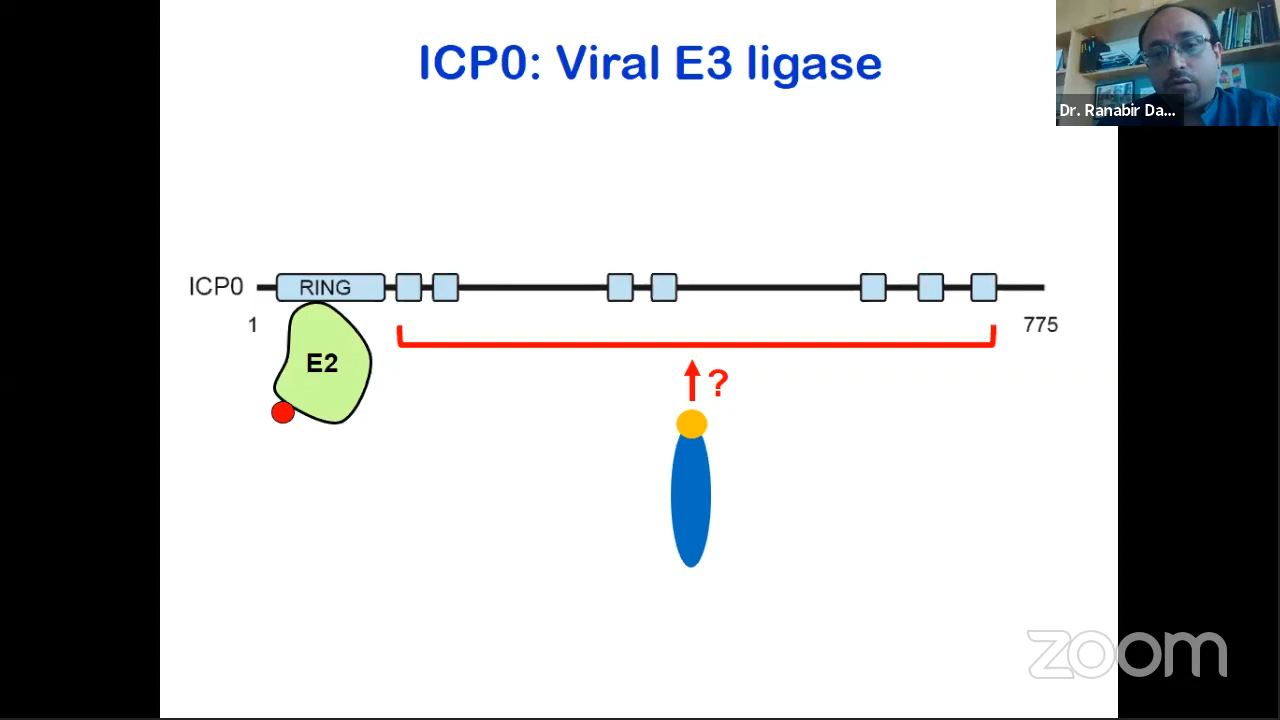 ICP0: Viral E3 ligase
Dr. Ranabir Da...
ICP0
RING
1
775
E2
?
zoom